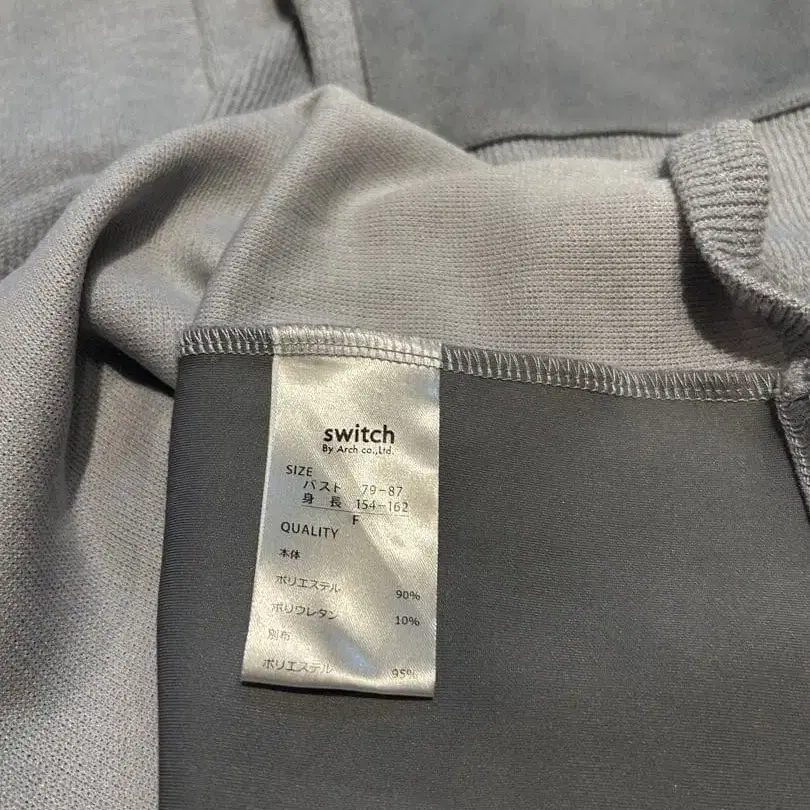 switch
By Arch co.,Ltd.
SIZE
バスト 79-87
身長 154-162
F
QUALITY
本体
ポリエステル 90%
ポリウレタン 10%
別布
ポリエステル 95%